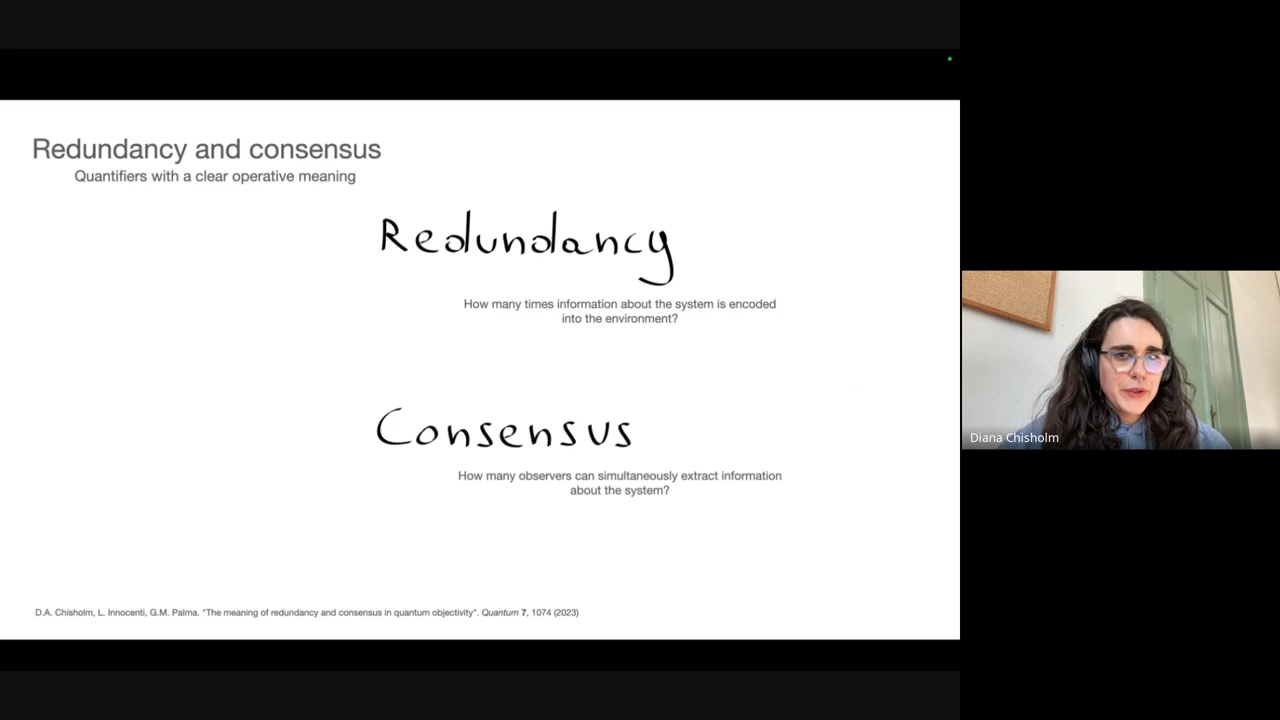 Redundancy and consensus
Quantifiers with a clear operative meaning
Redundancy
How many times information about the system is encoded
into the environment?
Consensus
How many observers can simultaneously extract information
about the system?
D.A. Chisholm, L. Innocenti, G.M. Palma. "The meaning of redundancy and consensus in quantum objectivity". Quantum 7, 1074 (2023)
Diana Chisholm